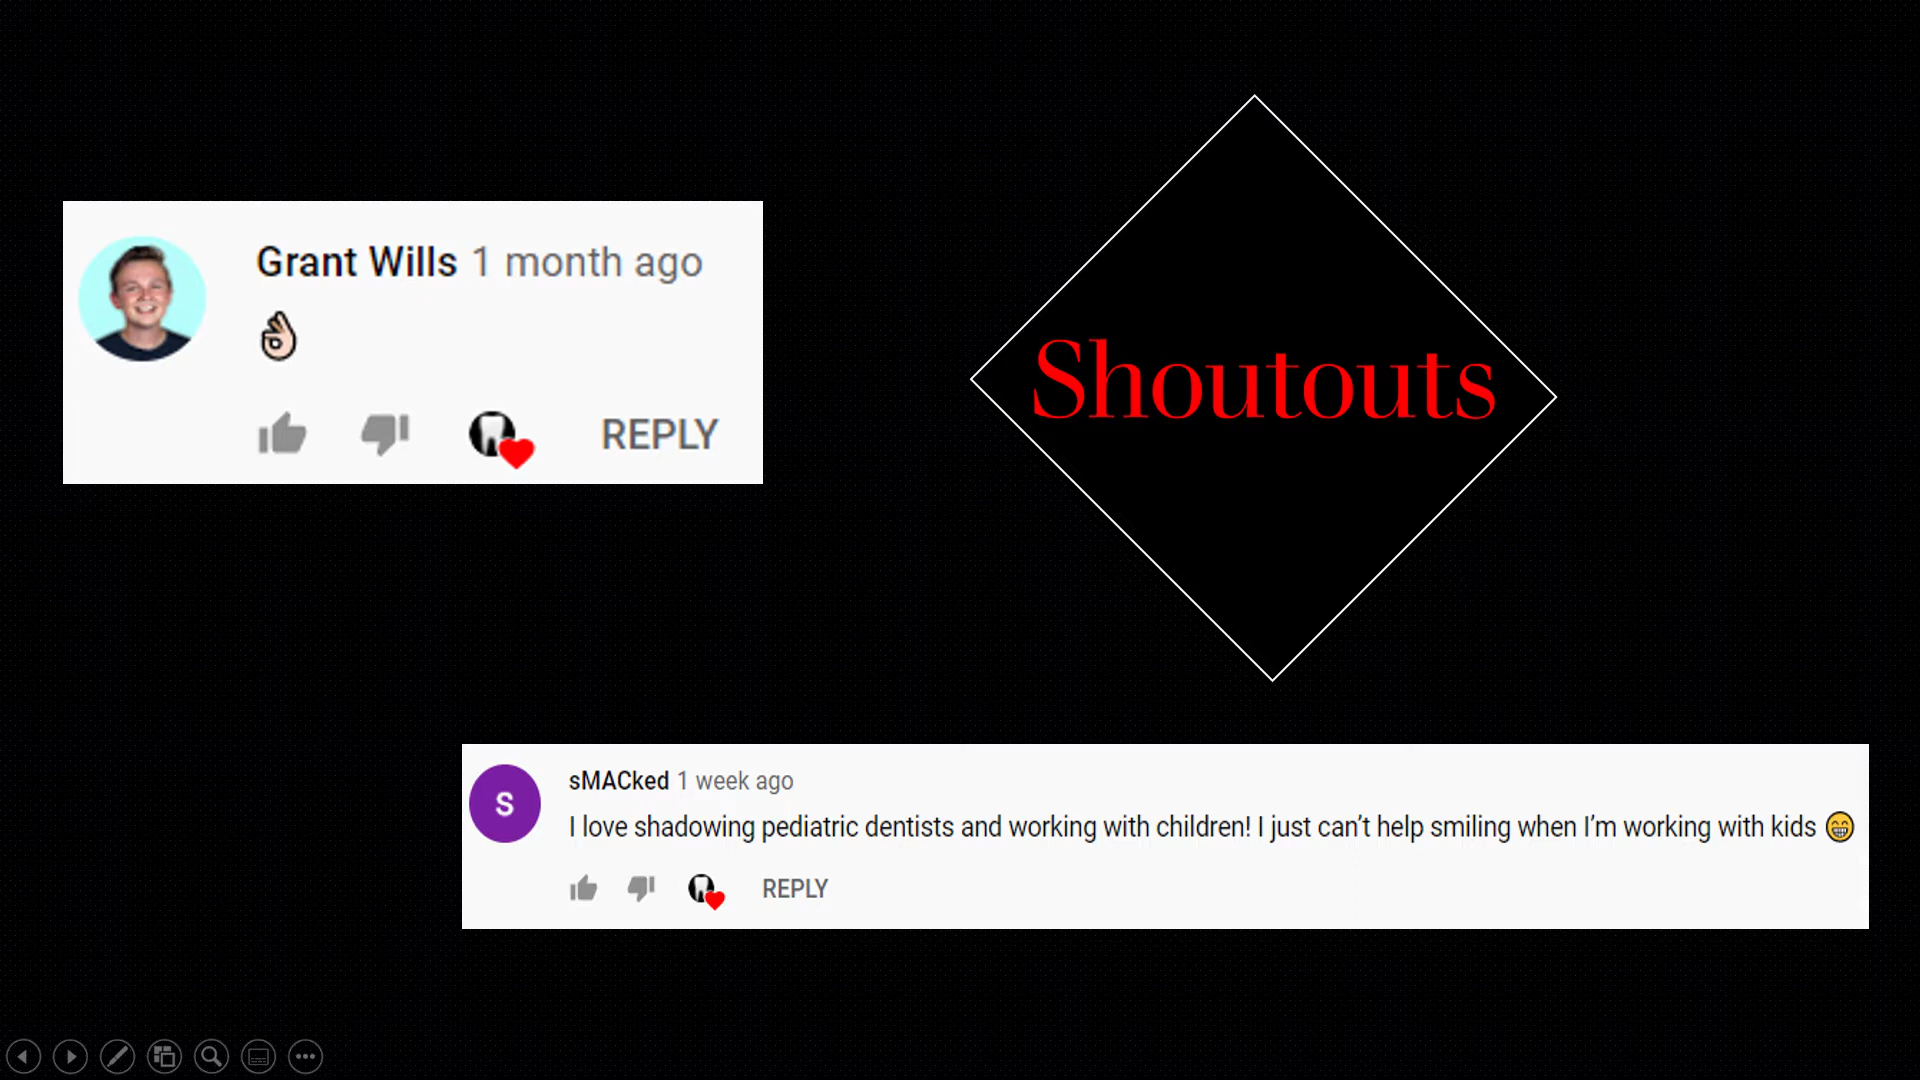 Grant Wills 1 month ago
👌🏻
REPLY
Shoutouts
S
sMACked 1 week ago
I love shadowing pediatric dentists and working with children! I just can’t help smiling when I’m working with kids 😁
REPLY